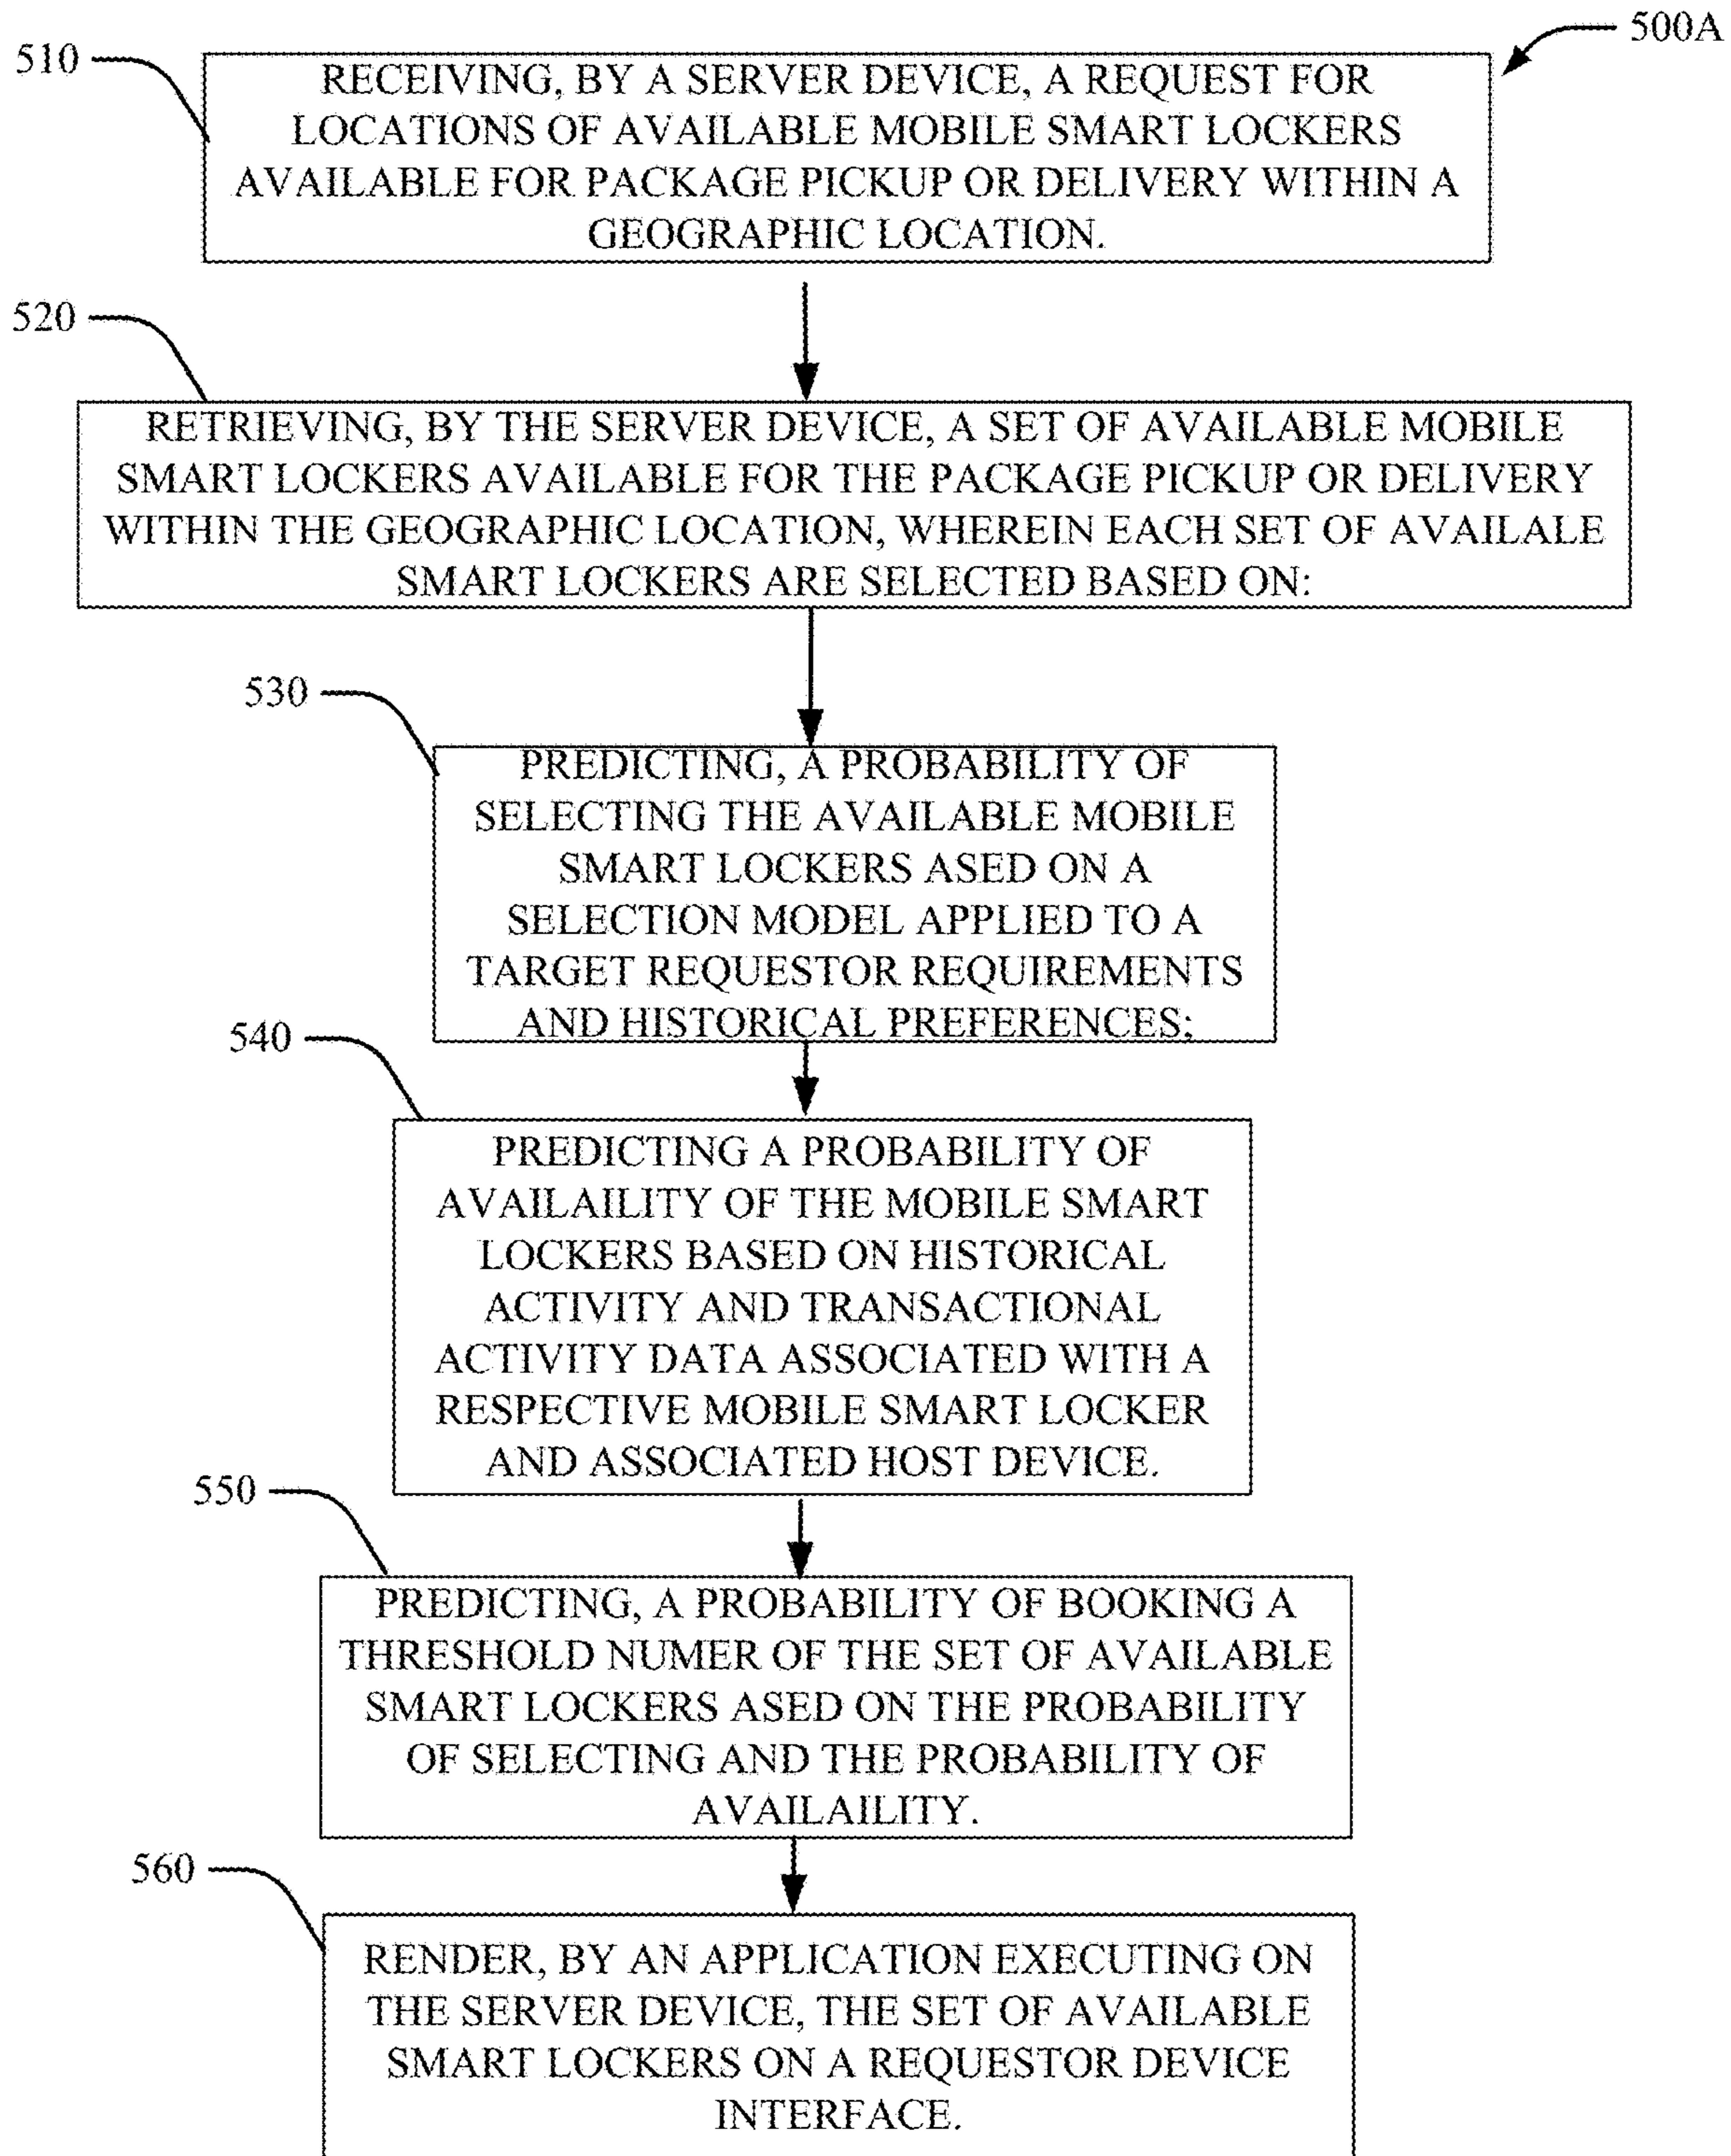 500A
510
RECEIVING, BY A SERVER DEVICE, A REQUEST FOR
LOCATIONS OF AVAILABLE MOBILE SMART LOCKERS
AVAILABLE FOR PACKAGE PICKUP OR DELIVERY WITHIN A
GEOGRAPHIC LOCATION.
520
RETRIEVING, BY THE SERVER DEVICE, A SET OF AVAILABLE MOBILE
SMART LOCKERS AVAILABLE FOR THE PACKAGE PICKUP OR DELIVERY
WITHIN THE GEOGRAPHIC LOCATION, WHEREIN EACH SET OF AVAILALE
SMART LOCKERS ARE SELECTED BASED ON:
530
PREDICTING, A PROBABILITY OF
SELECTING THE AVAILABLE MOBILE
SMART LOCKERS ASED ON A
SELECTION MODEL APPLIED TO A
TARGET REQUESTOR REQUIREMENTS
AND HISTORICAL PREFERENCES;
540
PREDICTING A PROBABILITY OF
AVAILAILITY OF THE MOBILE SMART
LOCKERS BASED ON HISTORICAL
ACTIVITY AND TRANSACTIONAL
ACTIVITY DATA ASSOCIATED WITH A
RESPECTIVE MOBILE SMART LOCKER
AND ASSOCIATED HOST DEVICE.
550
PREDICTING, A PROBABILITY OF BOOKING A
THRESHOLD NUMER OF THE SET OF AVAILABLE
SMART LOCKERS ASED ON THE PROBABILITY
OF SELECTING AND THE PROBABILITY OF
AVAILAILITY.
560
RENDER, BY AN APPLICATION EXECUTING ON
THE SERVER DEVICE, THE SET OF AVAILABLE
SMART LOCKERS ON A REQUESTOR DEVICE
INTERFACE.